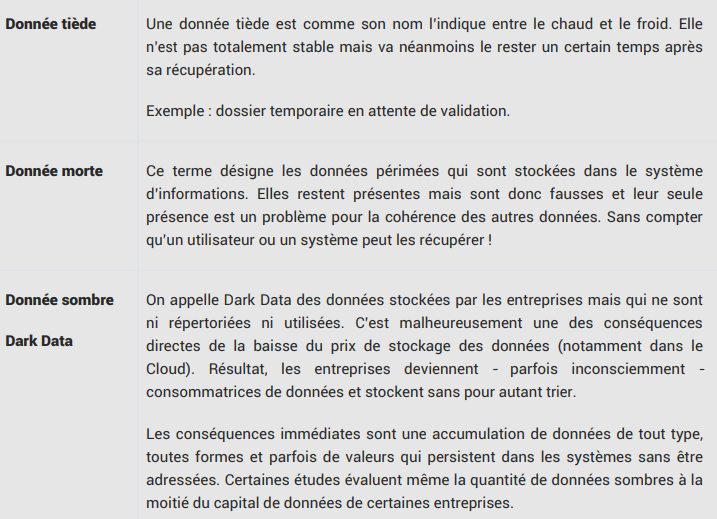 Donnée tiède
Une donnée tiède est comme son nom l'indique entre le chaud et le froid. Elle
n'est pas totalement stable mais va néanmoins le rester un certain temps après
sa récupération.
Exemple : dossier temporaire en attente de validation.
Donnée morte
Ce terme désigne les données périmées qui sont stockées dans le système
d'informations. Elles restent présentes mais sont donc fausses et leur seule
présence est un problème pour la cohérence des autres données. Sans compter
qu'un utilisateur ou un système peut les récupérer !
Donnée sombre
Dark Data
On appelle Dark Data des données stockées par les entreprises mais qui ne sont
ni répertoriées ni utilisées. C'est malheureusement une des conséquences
directes de la baisse du prix de stockage des données (notamment dans le
Cloud). Résultat, les entreprises deviennent - parfois insconsciemment -
consommatrices de données et stockent sans pour autant trier.
Les conséquences immédiates sont une accumulation de données de tout type,
toutes formes et parfois de valeurs qui persistent dans les systèmes sans être
adressées. Certaines études évaluent même la quantité de données sombres à la
moitié du capital de données de certaines entreprises.